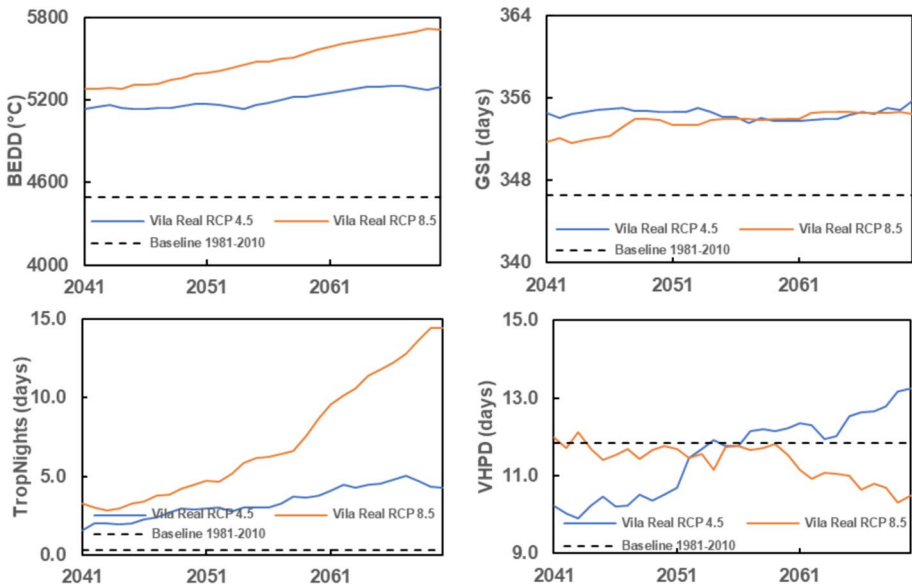 5800
5200
4600
4000
BEDD (°C)
Vila Real RCP 4.5 Vila Real RCP 8.5
Baseline 1981-2010
2041 2051 2061
364
356
348
340
GSL (days)
Vila Real RCP 4.5 Vila Real RCP 8.5
Baseline 1981-2010
2041 2051 2061
15.0
10.0
5.0
0.0
TropNights (days)
Vila Real RCP 4.5 Vila Real RCP 8.5
Baseline 1981-2010
2041 2051 2061
15.0
13.0
11.0
9.0
VHPD (days)
Vila Real RCP 4.5 Vila Real RCP 8.5
Baseline 1981-2010
2041 2051 2061